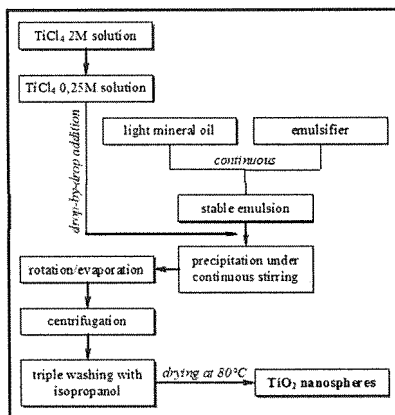 TiCl₄ 2M solution
TiCl₄ 0,25M solution
drop-by-drop addition
light mineral oil
emulsifier
continuous
stable emulsion
precipitation under
continuous stirring
rotation/evaporation
centrifugation
triple washing with
isopropanol
drying at 80°C
TiO₂ nanospheres